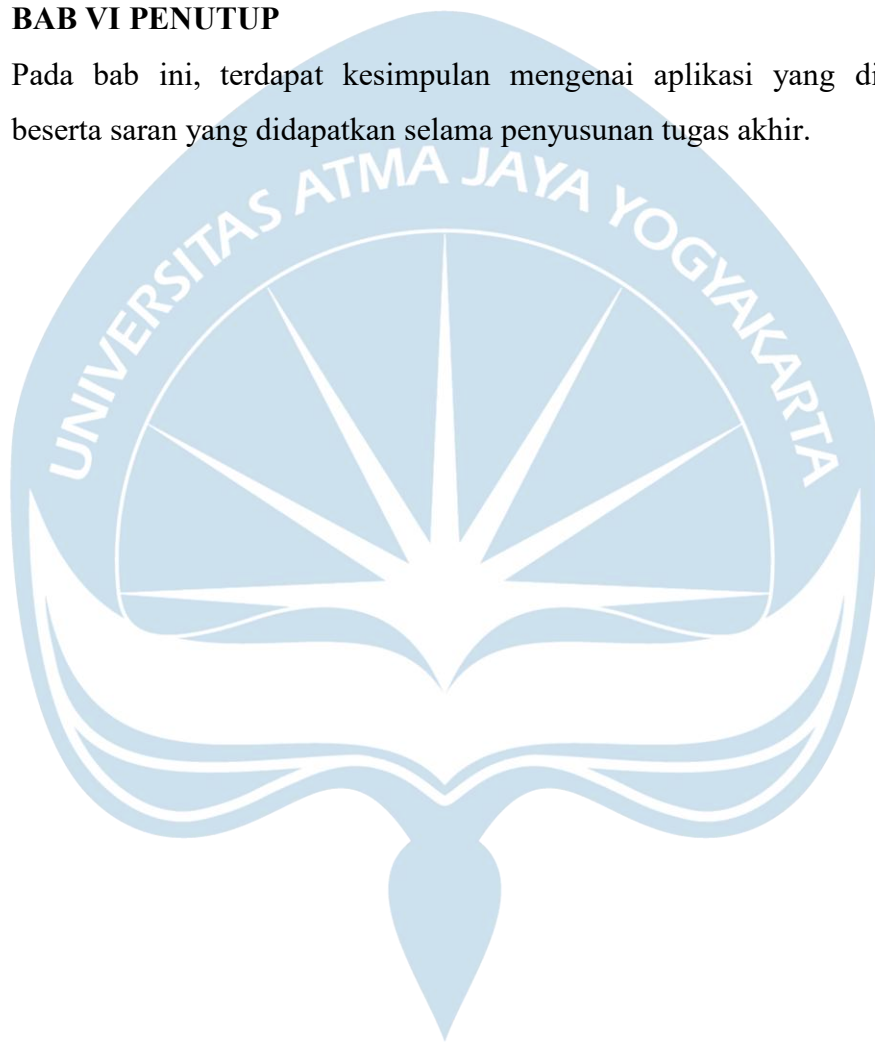 BAB VI PENUTUP
Pada bab ini, terdapat kesimpulan mengenai aplikasi yang
beserta saran yang didapatkan selama penyusunan tugas akhir.
UNIVERSITAS ATMA JAYA YOGYAKARTA